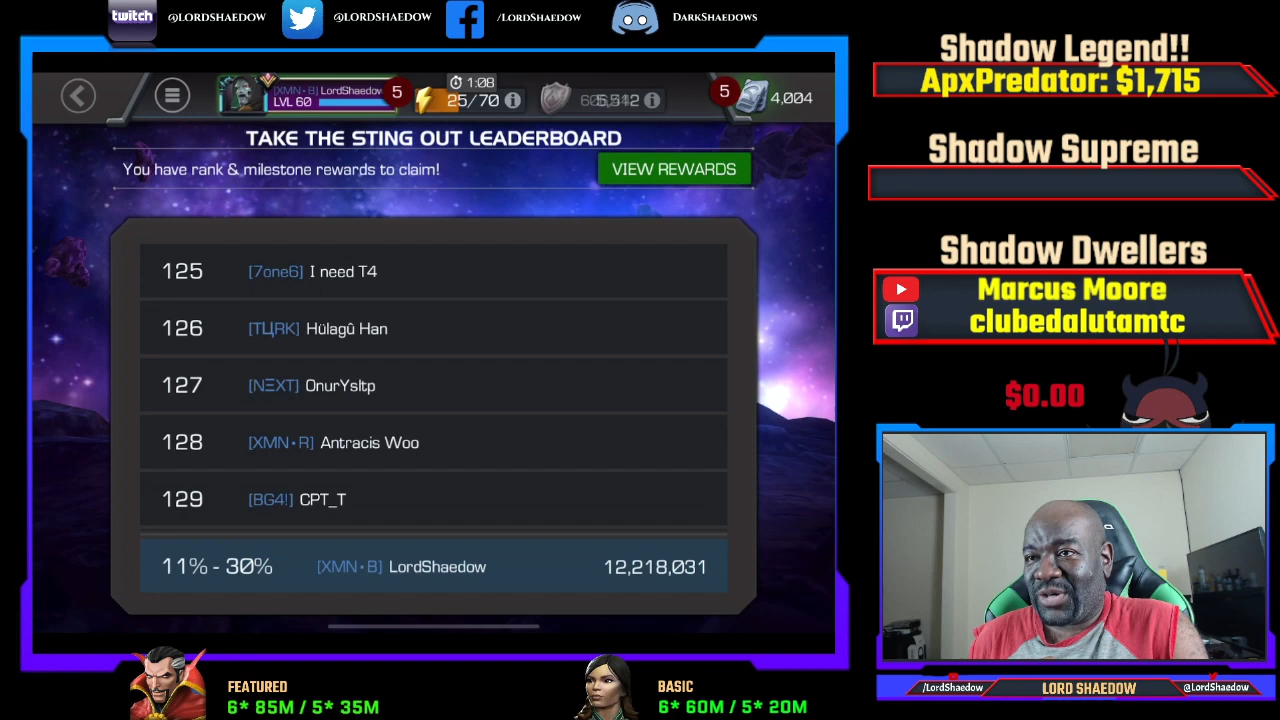 twitch @LORDSHAEDOW @LORDSHAEDOW /LORDSHAEDOW DARKSHAEDOWS
[XMN•B] LordShaedow
LVL 60
5
1:08
25/70
5
4,004
TAKE THE STING OUT LEADERBOARD
You have rank & milestone rewards to claim!
VIEW REWARDS
125 [7one6] I need T4
126 [TЦRK] Hülagû Han
127 [NΞXT] OnurYsltp
128 [XMN•R] Antracis Woo
129 [BG4!] CPT_T
11% - 30% [XMN•B] LordShaedow 12,218,031
FEATURED
6* 85M / 5* 35M
BASIC
6* 60M / 5* 20M
Shadow Legend!!
ApxPredator: $1,715
Shadow Supreme
Shadow Dwellers
Marcus Moore
clubedalutamtc
$0.00
/LordShaedow LORD SHAEDOW @LordShaedow